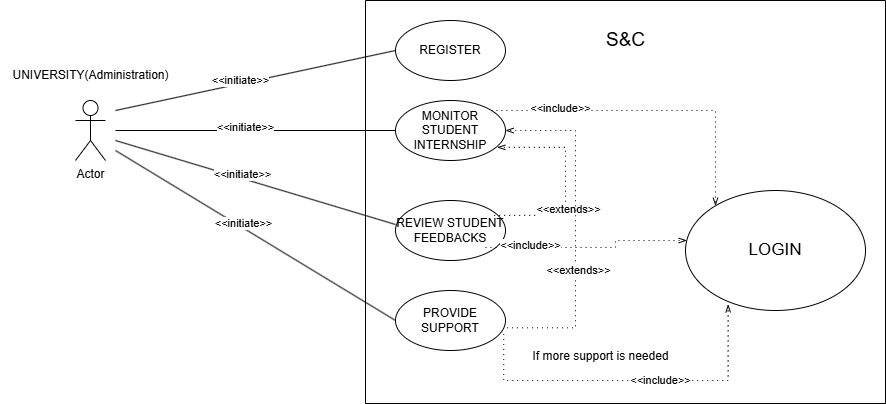 S&C
REGISTER
UNIVERSITY(Administration)
<<initiate>>
MONITOR
STUDENT
INTERNSHIP
<<include>>
<<initiate>>
Actor
<<initiate>>
<<extends>>
REVIEW STUDENT
FEEDBACKS
<<initiate>>
<<include>>
LOGIN
<<extends>>
PROVIDE
SUPPORT
If more support is needed
<<include>>